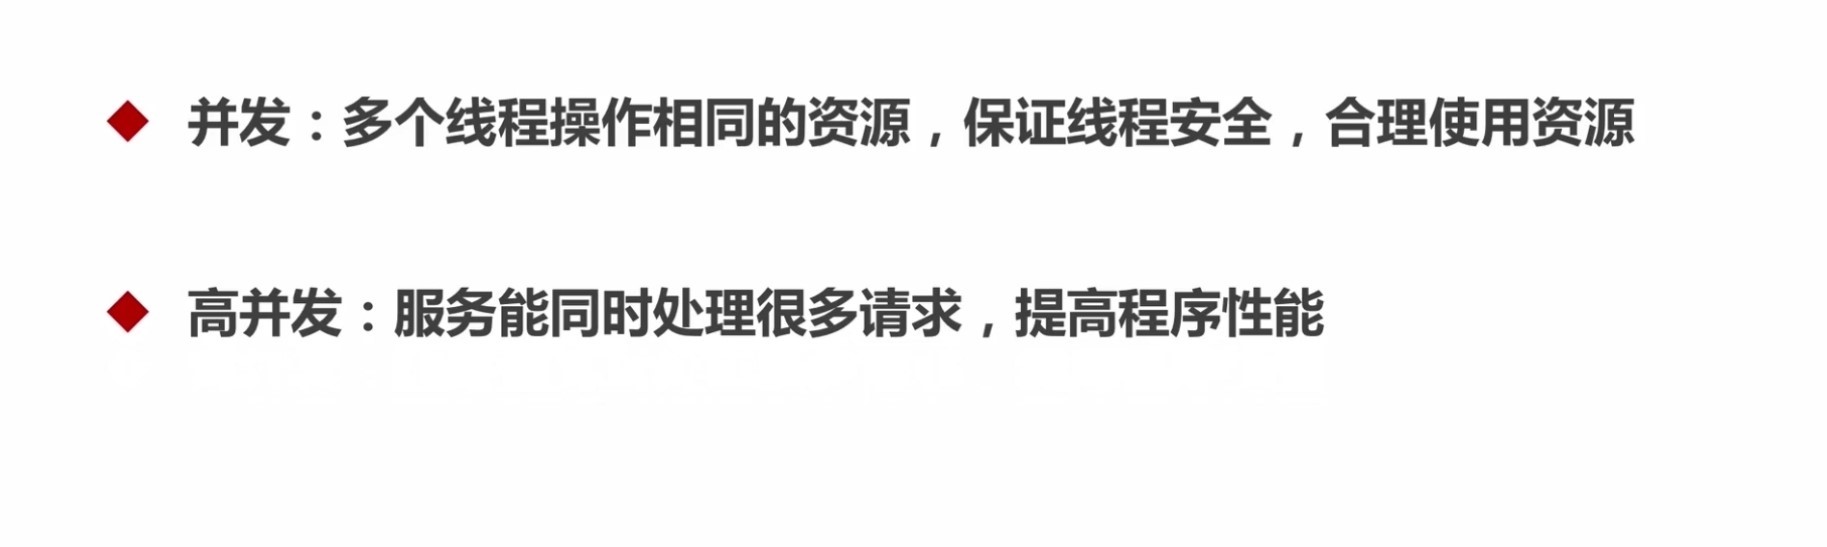 并发：多个线程操作相同的资源，保证线程安全，合理使用资源
高并发：服务能同时处理很多请求，提高程序性能